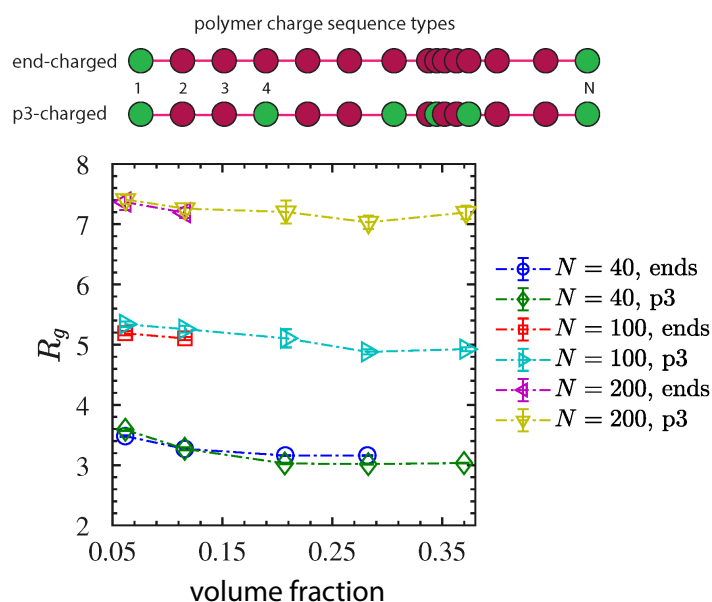 polymer charge sequence types
end-charged
1 2 3 4 N
p3-charged
8
7
6
5
4
3
2
R_g
0.05 0.15 0.25 0.35
volume fraction
N = 40, ends
N = 40, p3
N = 100, ends
N = 100, p3
N = 200, ends
N = 200, p3